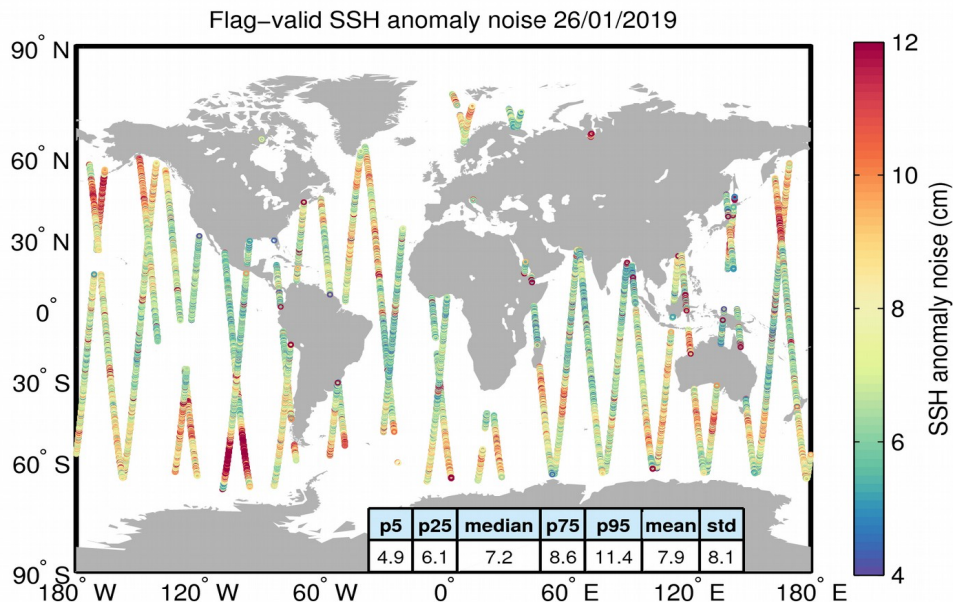 Flag−valid SSH anomaly noise 26/01/2019
90° N
60° N
30° N
0°
30° S
60° S
90° S
180° W
120° W
60° W
0°
60° E
120° E
180° E
p5 p25 median p75 p95 mean std
4.9 6.1 7.2 8.6 11.4 7.9 8.1
12
10
8
6
4
SSH anomaly noise (cm)